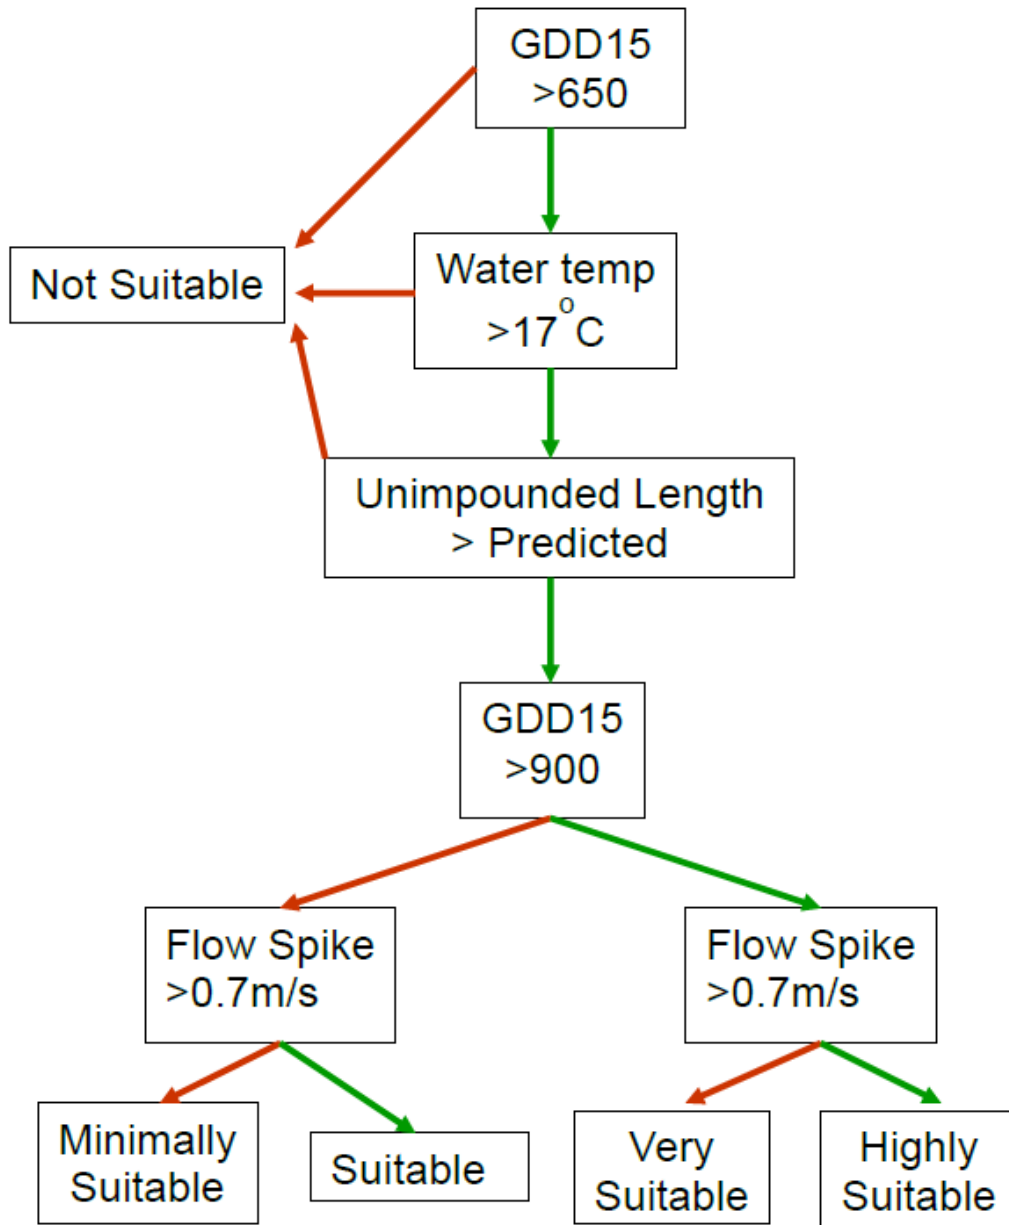 GDD15
>650
Not Suitable
Water temp
>17°C
Unimpounded Length
> Predicted
GDD15
>900
Flow Spike
>0.7m/s
Flow Spike
>0.7m/s
Minimally
Suitable
Suitable
Very
Suitable
Highly
Suitable